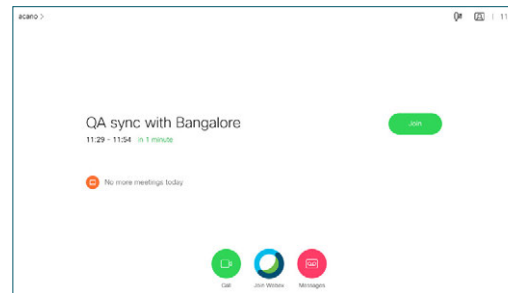 acano >
11
QA sync with Bangalore
Join
11:29 - 11:54 in 1 minute
No more meetings today
Call
Join Webex
Messages